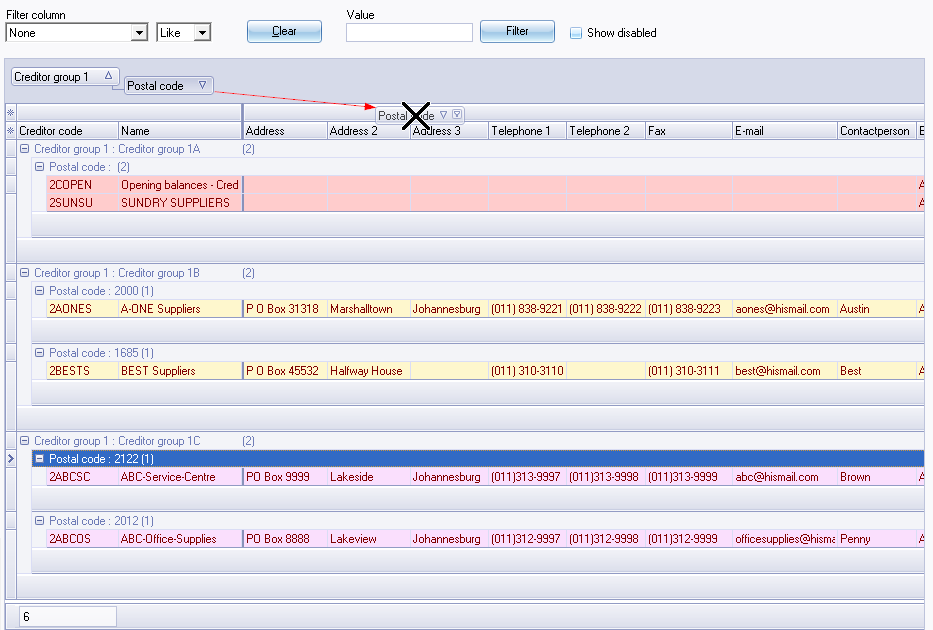 Filter column
Value
None
Like
Clear
Filter
Show disabled
Creditor group 1
Postal code
Postal code
Creditor code Name Address Address 2 Address 3 Telephone 1 Telephone 2 Fax E-mail Contactperson E
Creditor group 1 : Creditor group 1A (2)
Postal code : (2)
2COPEN Opening balances - Cred A
2SUNSU SUNDRY SUPPLIERS A
Creditor group 1 : Creditor group 1B (2)
Postal code : 2000 (1)
2AONES A-ONE Suppliers P O Box 31318 Marshalltown Johannesburg (011) 838-9221 (011) 838-9222 (011) 838-9223 aones@hismail.com Austin A
Postal code : 1685 (1)
2BESTS BEST Suppliers P O Box 45532 Halfway House (011) 310-3110 (011) 310-3111 best@hismail.com Best A
Creditor group 1 : Creditor group 1C (2)
Postal code : 2122 (1)
2ABCSC ABC-Service-Centre PO Box 9999 Lakeside Johannesburg (011)313-9997 (011)313-9998 (011)313-9999 abc@hismail.com Brown A
Postal code : 2012 (1)
2ABCOS ABC-Office-Supplies PO Box 8888 Lakeview Johannesburg (011)312-9997 (011)312-9998 (011)312-9999 officesupplies@hisma Penny A
6